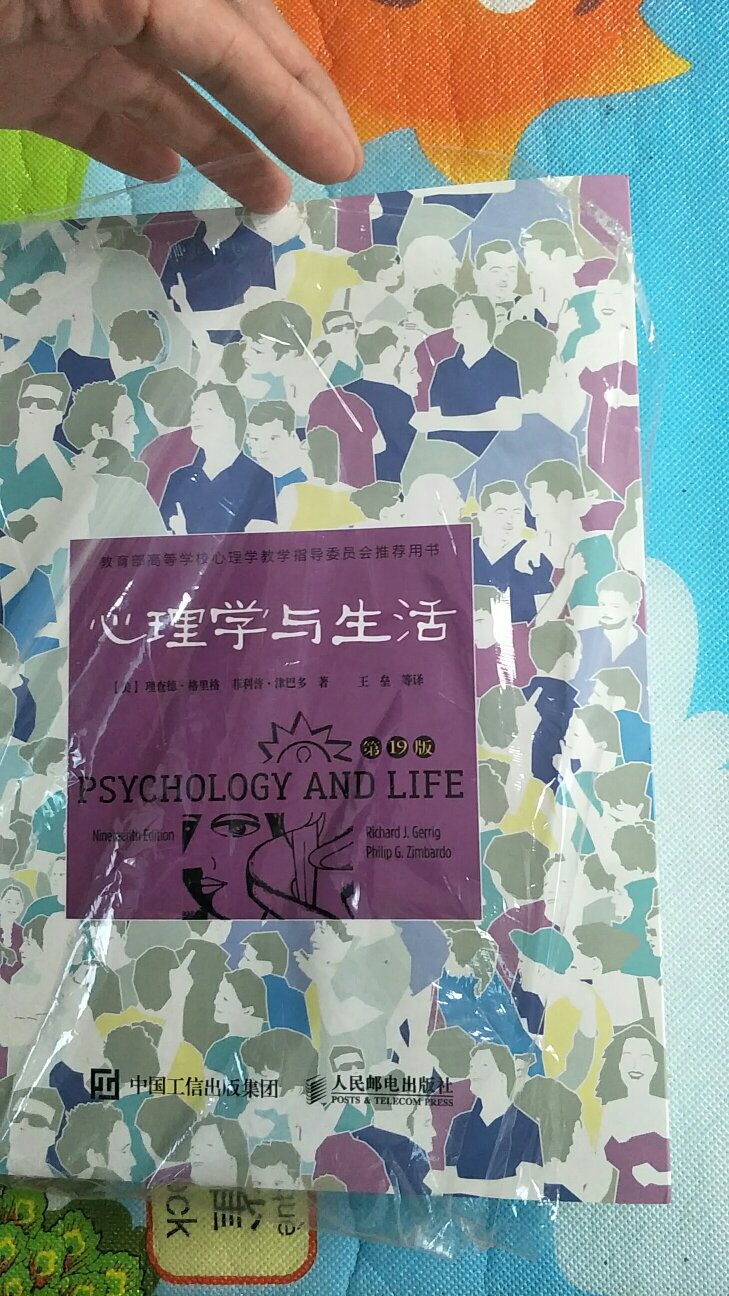 教育部高等学校心理学教学指导委员会推荐用书
心理学与生活
【美】理查德·格里格 菲利普·津巴多 著 王垒 等译
第19版
PSYCHOLOGY AND LIFE
Nineteenth Edition
Richard J. Gerrig
Philip G. Zimbardo
中国工信出版集团
人民邮电出版社
POSTS & TELECOM PRESS
què
雀
ock